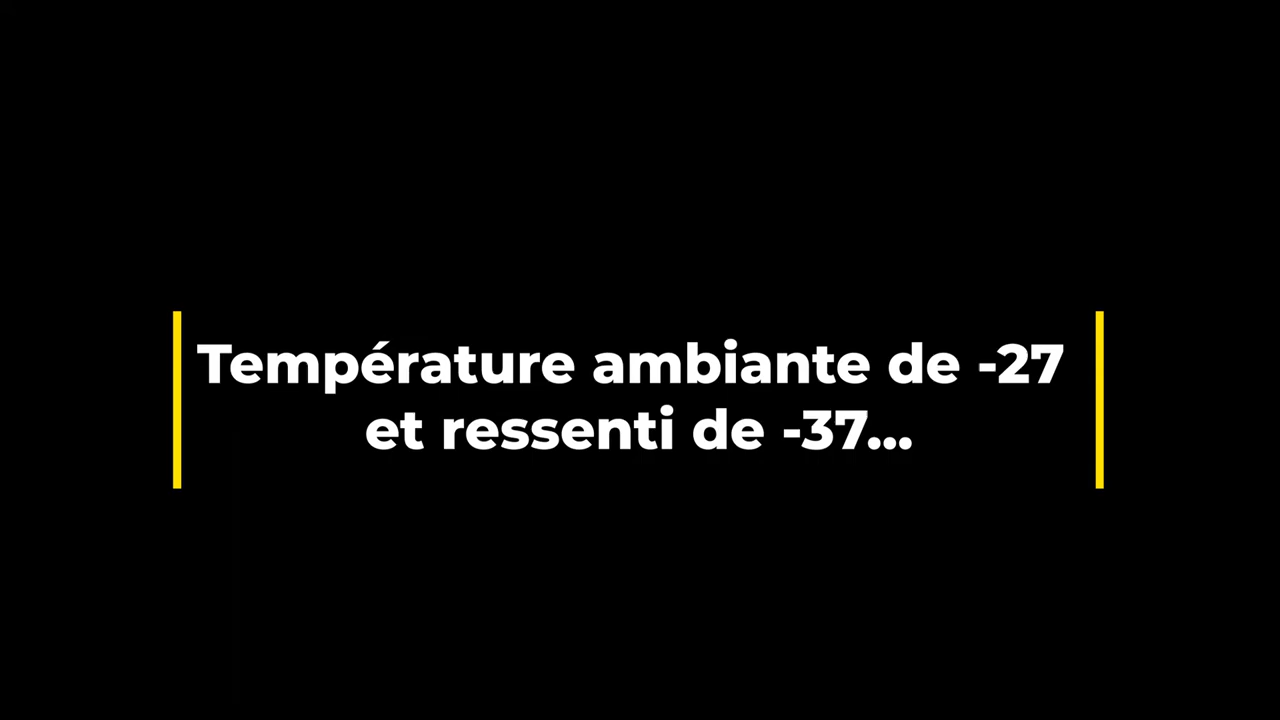 Température ambiante de -27
et ressenti de -37...